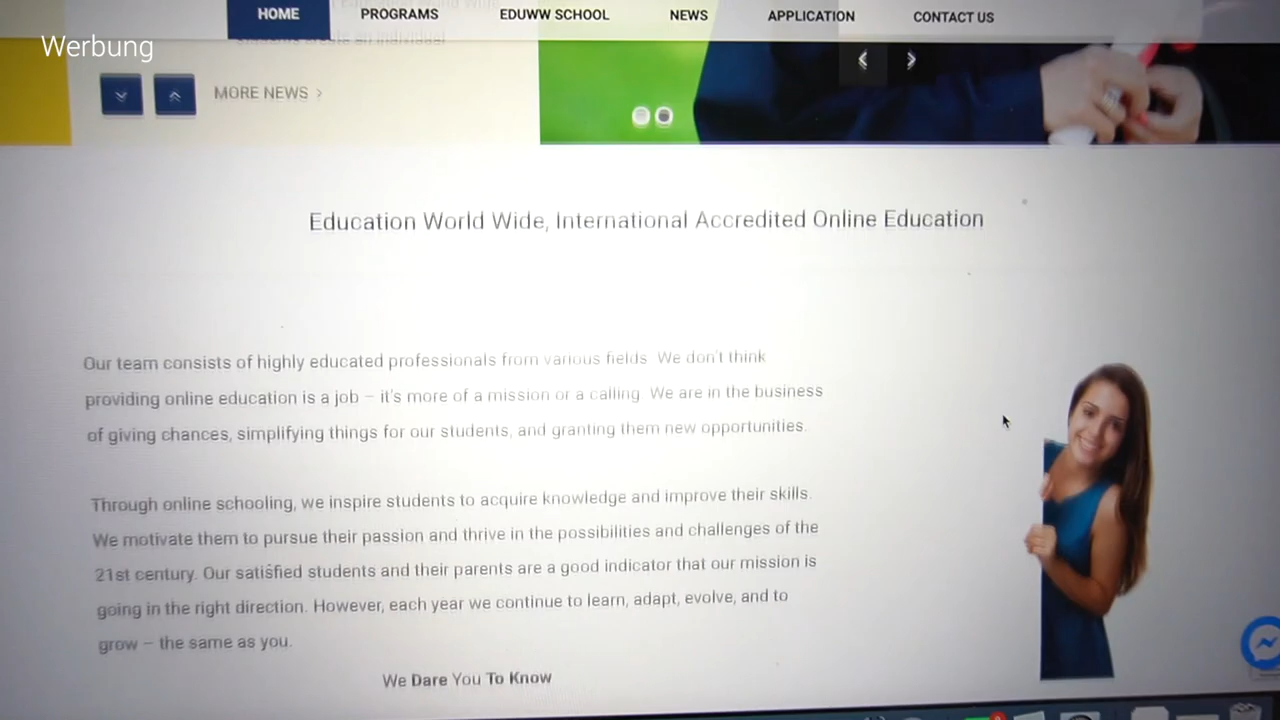 HOME PROGRAMS EDUWW SCHOOL NEWS APPLICATION CONTACT US
Werbung
MORE NEWS >
Education World Wide, International Accredited Online Education
Our team consists of highly educated professionals from various fields. We don't think
providing online education is a job – it's more of a mission or a calling. We are in the business
of giving chances, simplifying things for our students, and granting them new opportunities.
Through online schooling, we inspire students to acquire knowledge and improve their skills.
We motivate them to pursue their passion and thrive in the possibilities and challenges of the
21st century. Our satisfied students and their parents are a good indicator that our mission is
going in the right direction. However, each year we continue to learn, adapt, evolve, and to
grow – the same as you.
We Dare You To Know